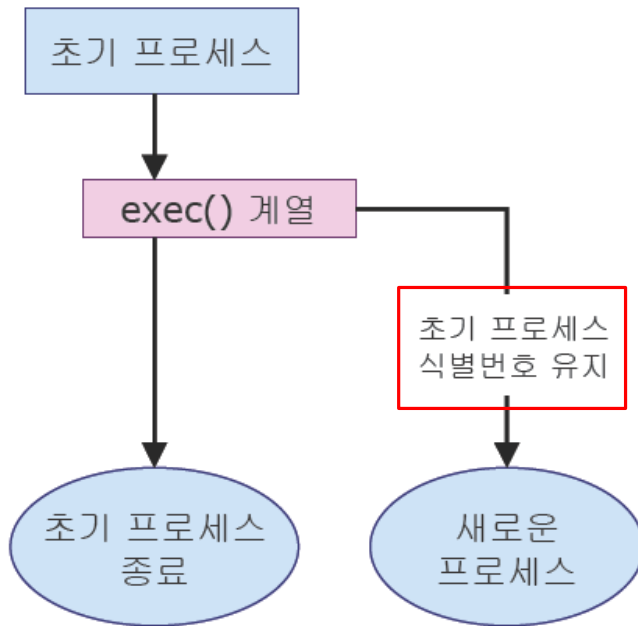 초기 프로세스
exec() 계열
초기 프로세스
식별번호 유지
초기 프로세스
종료
새로운
프로세스